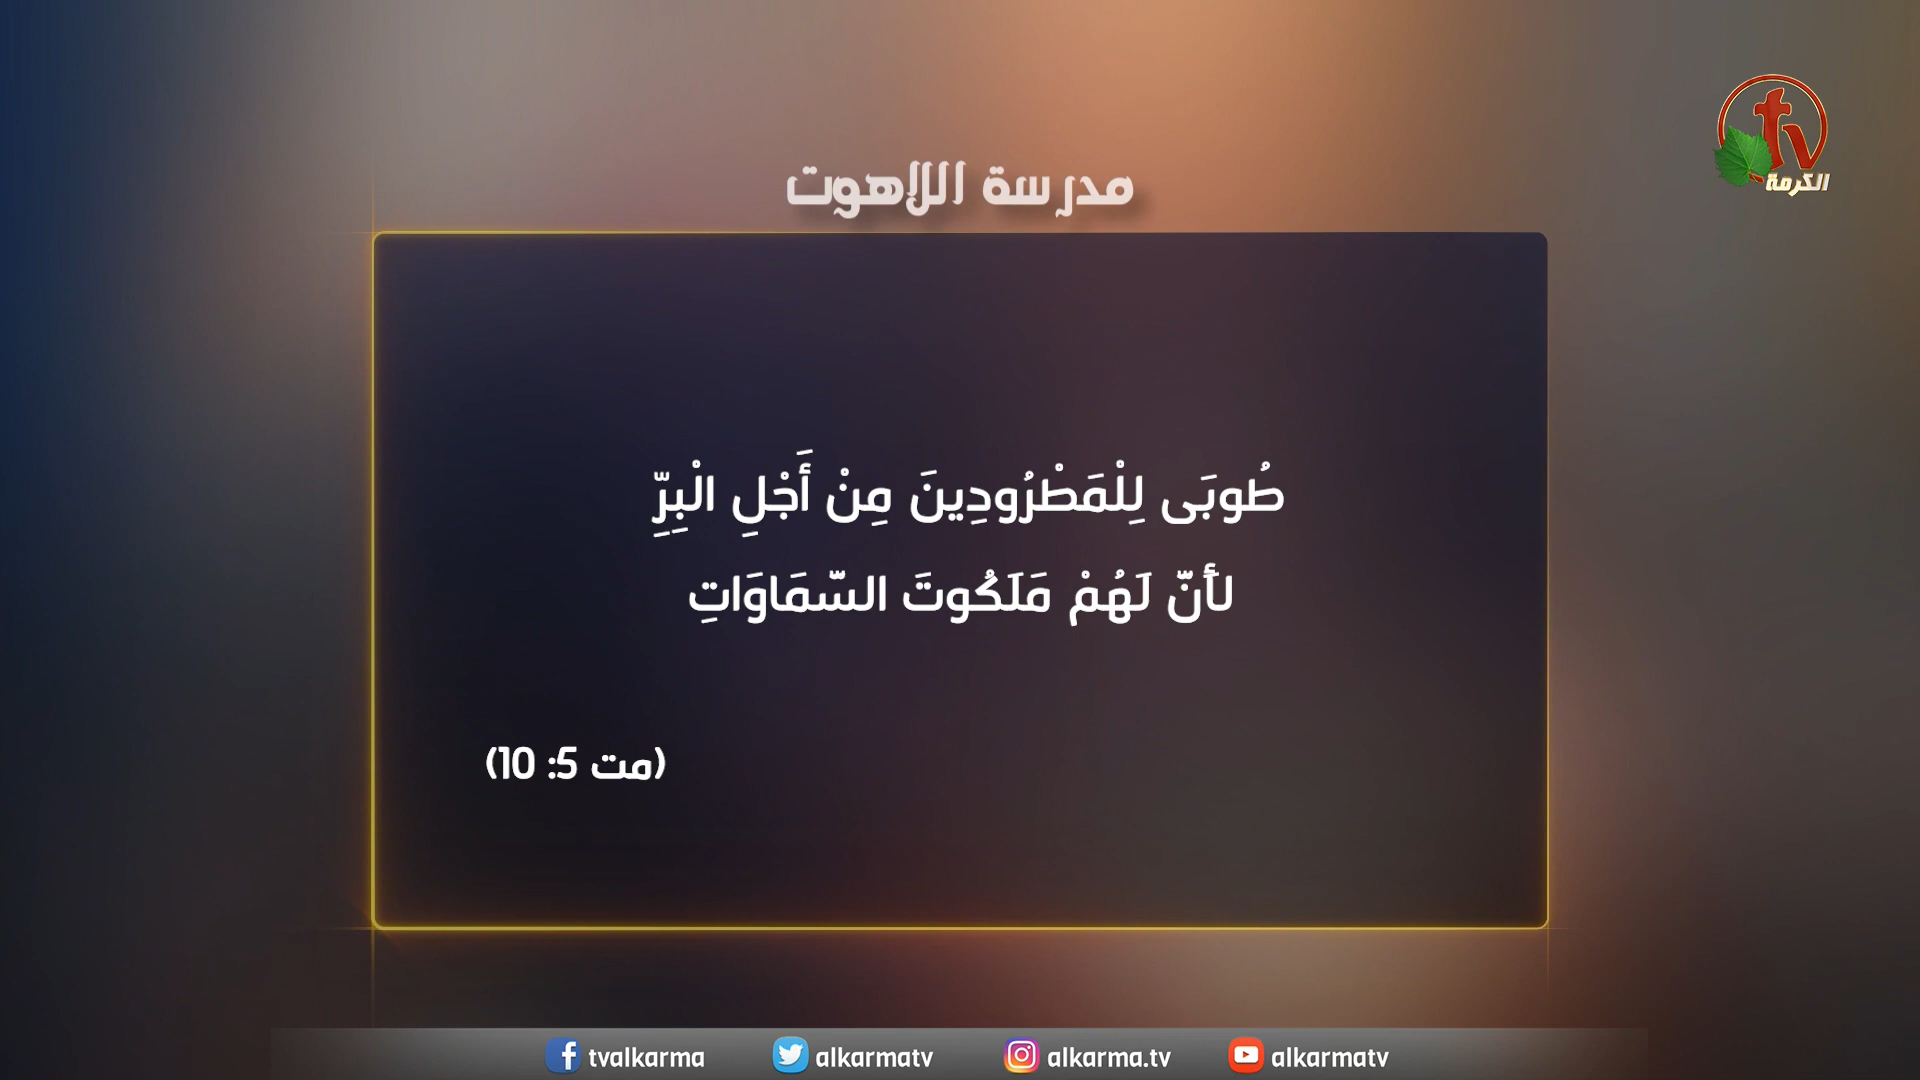 tv
الكرمة
مدرسة اللاهوت
طُوبَى لِلْمَطْرُودِينَ مِنْ أَجْلِ الْبِرِّ
لأَنّ لَهُمْ مَلَكُوتَ السّمَاوَاتِ
(مت 5: 10)
tvalkarma alkarmatv alkarma.tv alkarmatv